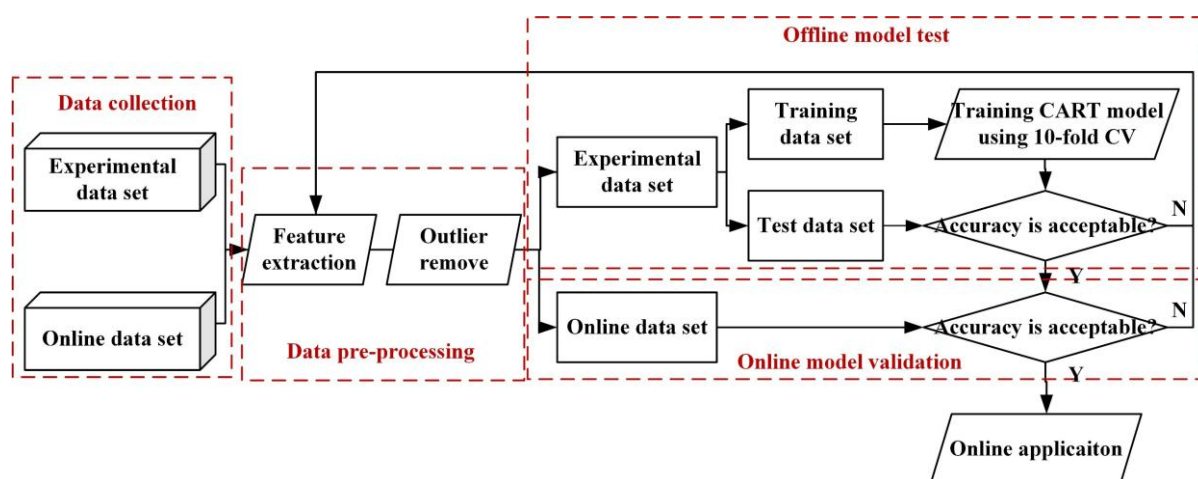 Offline model test
Data collection
Experimental
data set
Online data set
Feature
extraction
Outlier
remove
Data pre-processing
Experimental
data set
Training
data set
Training CART model
using 10-fold CV
Test data set
Accuracy is acceptable?
N
Y
Online data set
Accuracy is acceptable?
N
Online model validation
Y
Online applicaiton